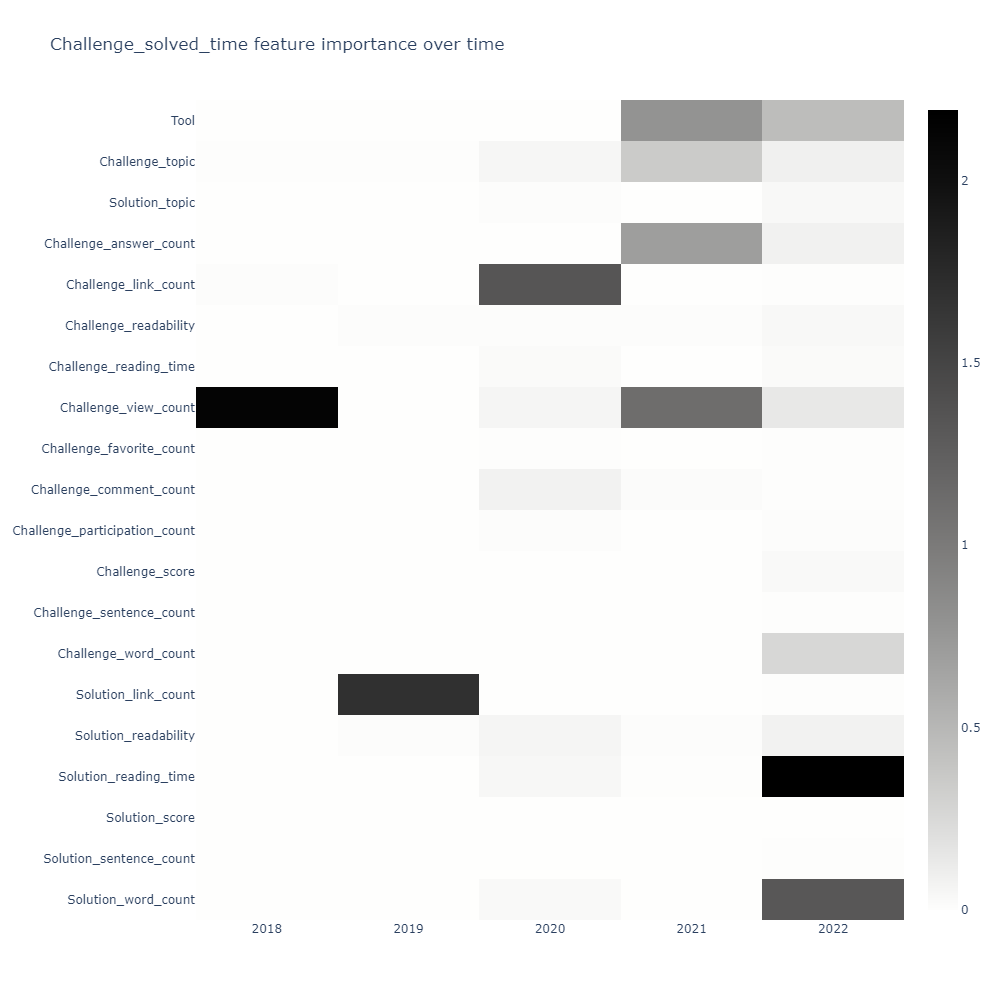 Challenge_solved_time feature importance over time
Tool
Challenge_topic
Solution_topic
Challenge_answer_count
Challenge_link_count
Challenge_readability
Challenge_reading_time
Challenge_view_count
Challenge_favorite_count
Challenge_comment_count
Challenge_participation_count
Challenge_score
Challenge_sentence_count
Challenge_word_count
Solution_link_count
Solution_readability
Solution_reading_time
Solution_score
Solution_sentence_count
Solution_word_count
2018 2019 2020 2021 2022
2
1.5
1
0.5
0